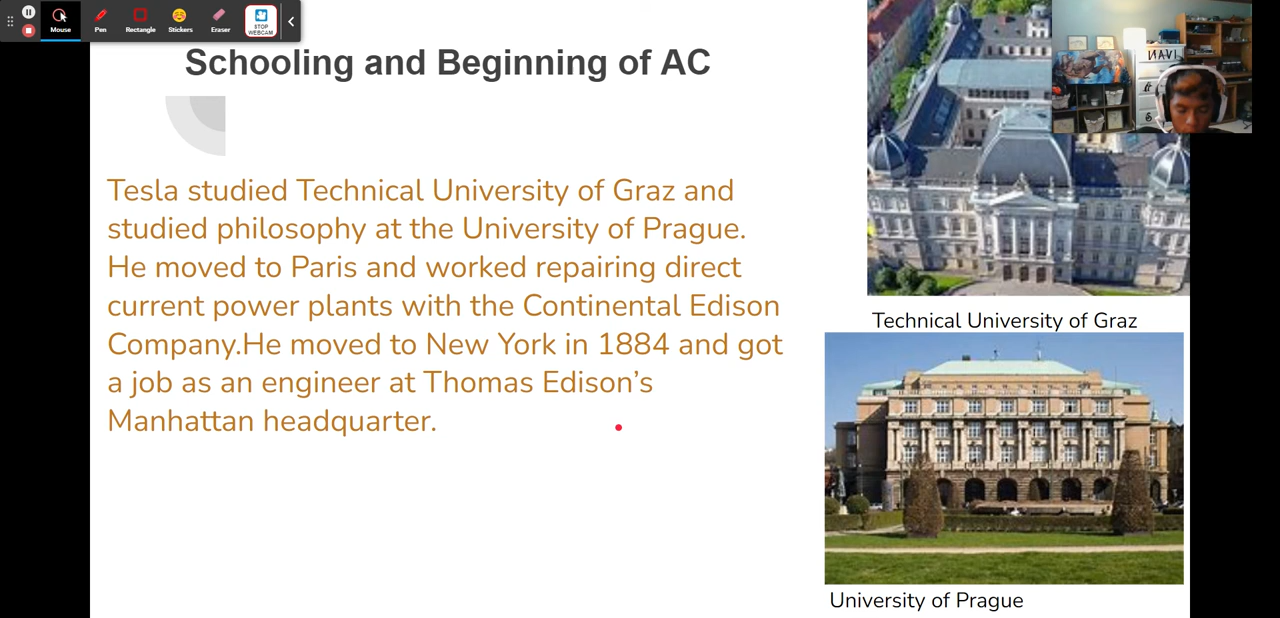 Mouse
Pen
Rectangle
Stickers
Eraser
STOP
WEBCAM
Schooling and Beginning of AC
Tesla studied Technical University of Graz and
studied philosophy at the University of Prague.
He moved to Paris and worked repairing direct
current power plants with the Continental Edison
Company.He moved to New York in 1884 and got
a job as an engineer at Thomas Edison’s
Manhattan headquarter.
Technical University of Graz
University of Prague